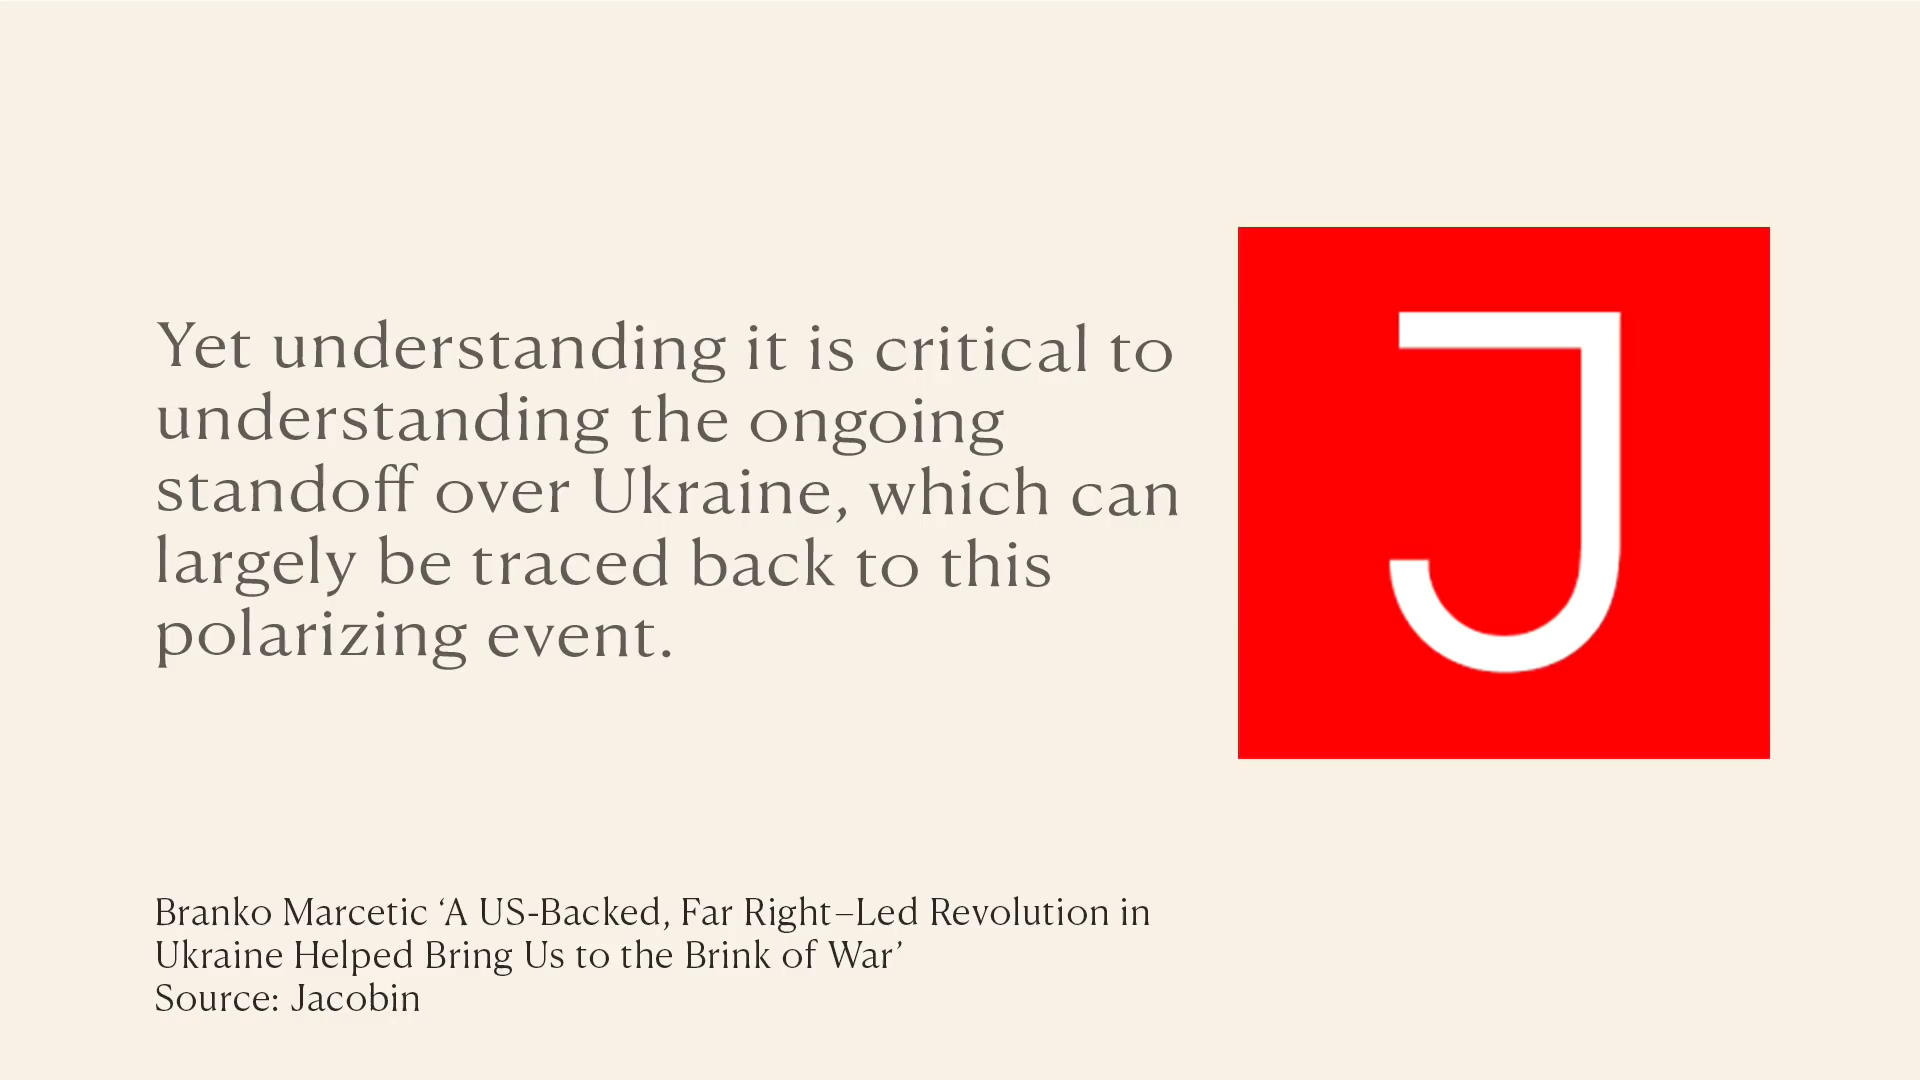 Yet understanding it is critical to
understanding the ongoing
standoff over Ukraine, which can
largely be traced back to this
polarizing event.
J
Branko Marcetic ‘A US-Backed, Far Right–Led Revolution in
Ukraine Helped Bring Us to the Brink of War’
Source: Jacobin